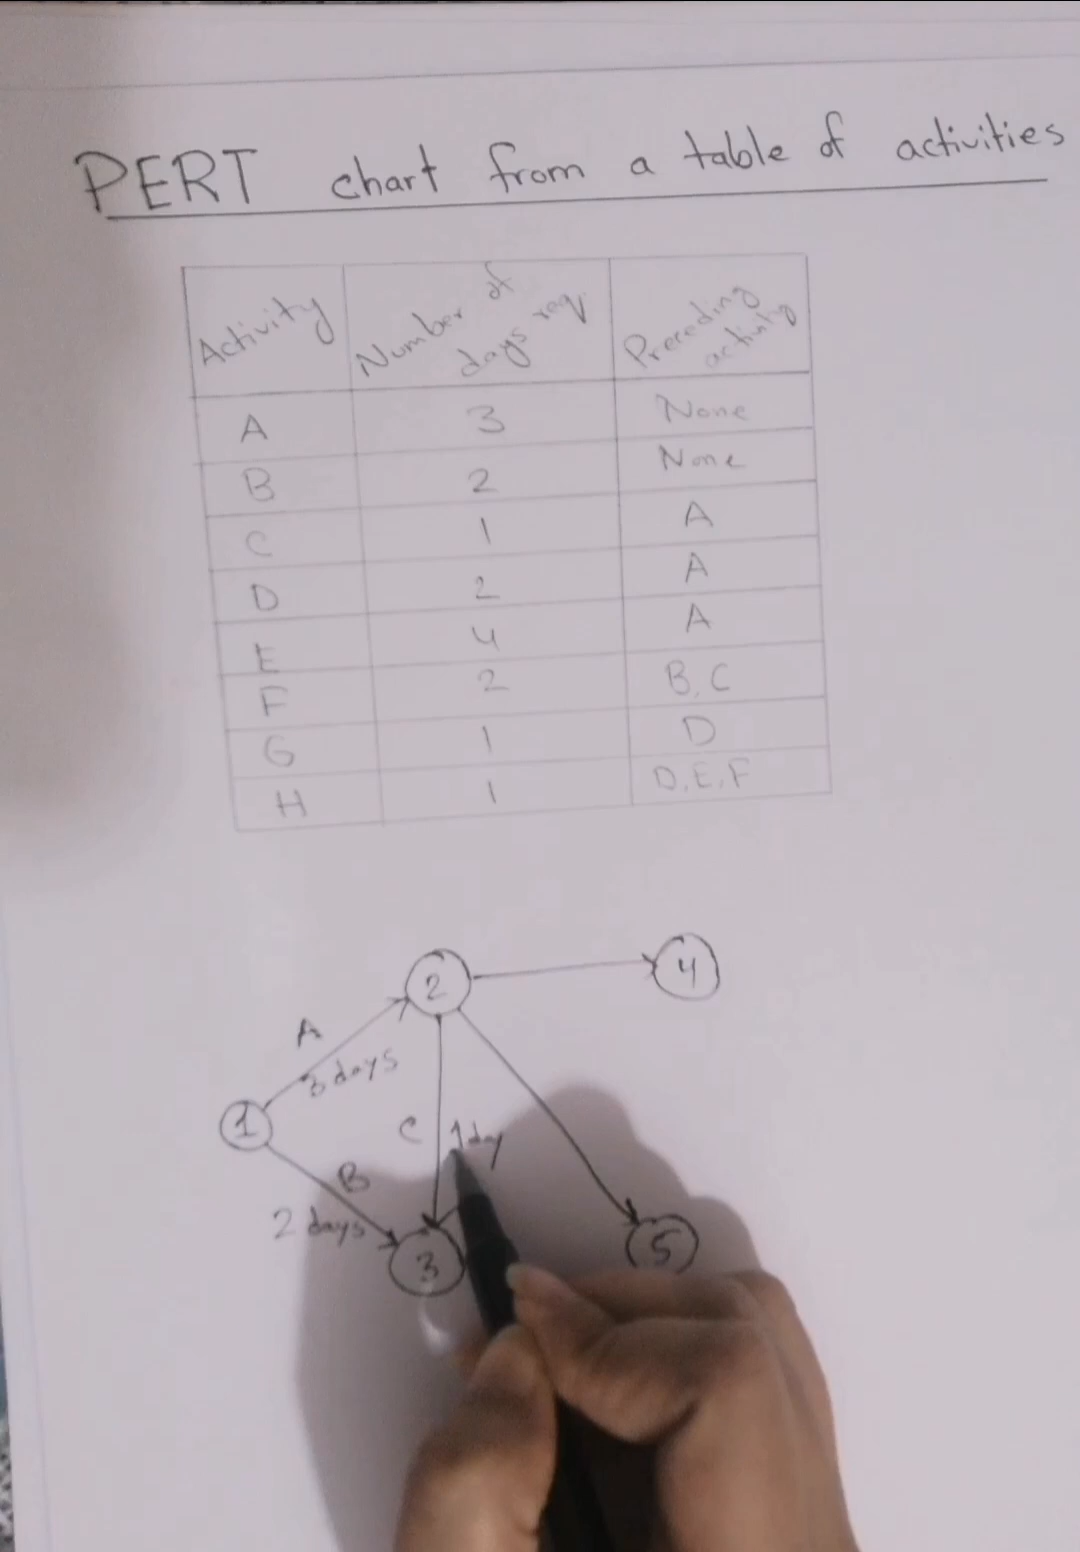 PERT chart from a table of activities
Activity Number of days req. Preceding activity
A 3 None
B 2 None
C 1 A
D 2 A
E 4 A
F 2 B, C
G 1 D
H 1 D, E, F
2
4
A
3 days
1
C 1 day
B
2 days
3
5